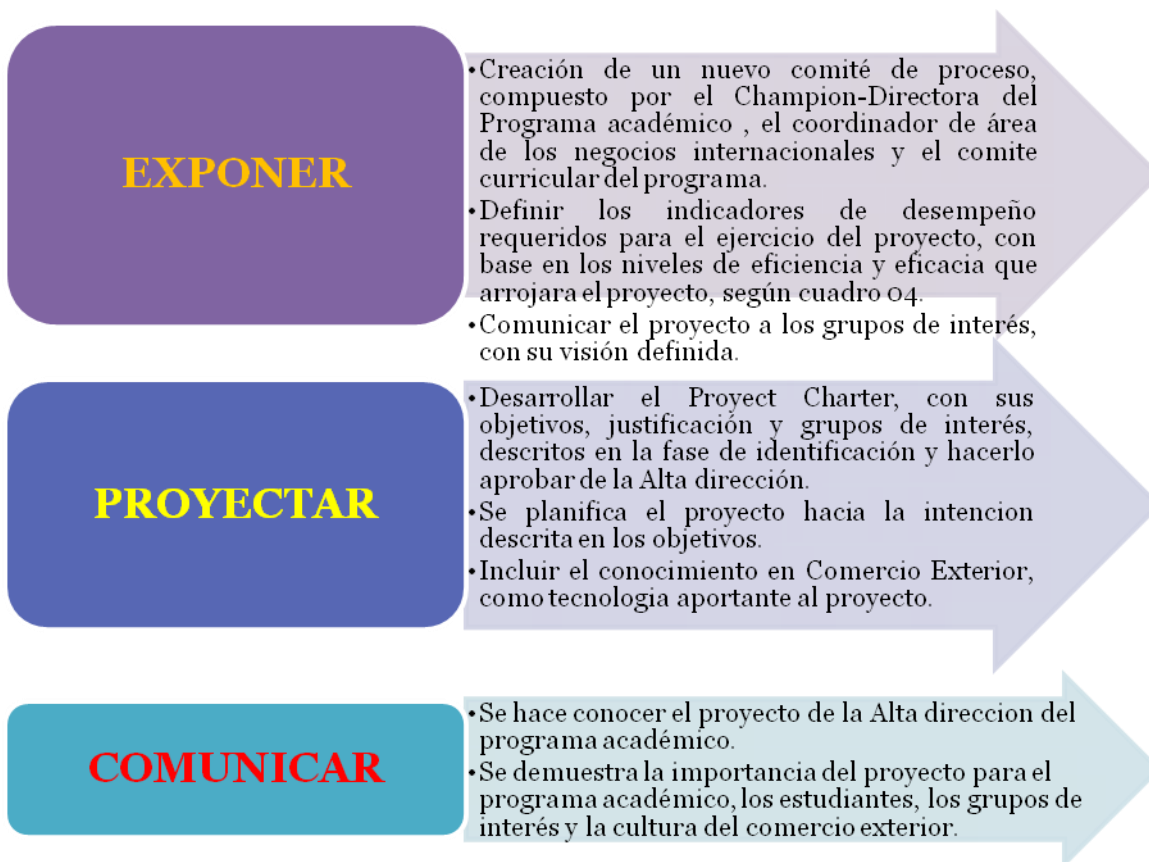 EXPONER
•Creación de un nuevo comité de proceso,
compuesto por el Champion-Directora del
Programa académico , el coordinador de área
de los negocios internacionales y el comite
curricular del programa.
•Definir los indicadores de desempeño
requeridos para el ejercicio del proyecto, con
base en los niveles de eficiencia y eficacia que
arrojara el proyecto, según cuadro 04.
•Comunicar el proyecto a los grupos de interés,
con su visión definida.
PROYECTAR
•Desarrollar el Proyect Charter, con sus
objetivos, justificación y grupos de interés,
descritos en la fase de identificación y hacerlo
aprobar de la Alta dirección.
•Se planifica el proyecto hacia la intencion
descrita en los objetivos.
•Incluir el conocimiento en Comercio Exterior,
como tecnologia aportante al proyecto.
COMUNICAR
•Se hace conocer el proyecto de la Alta direccion del
programa académico.
•Se demuestra la importancia del proyecto para el
programa académico, los estudiantes, los grupos de
interés y la cultura del comercio exterior.